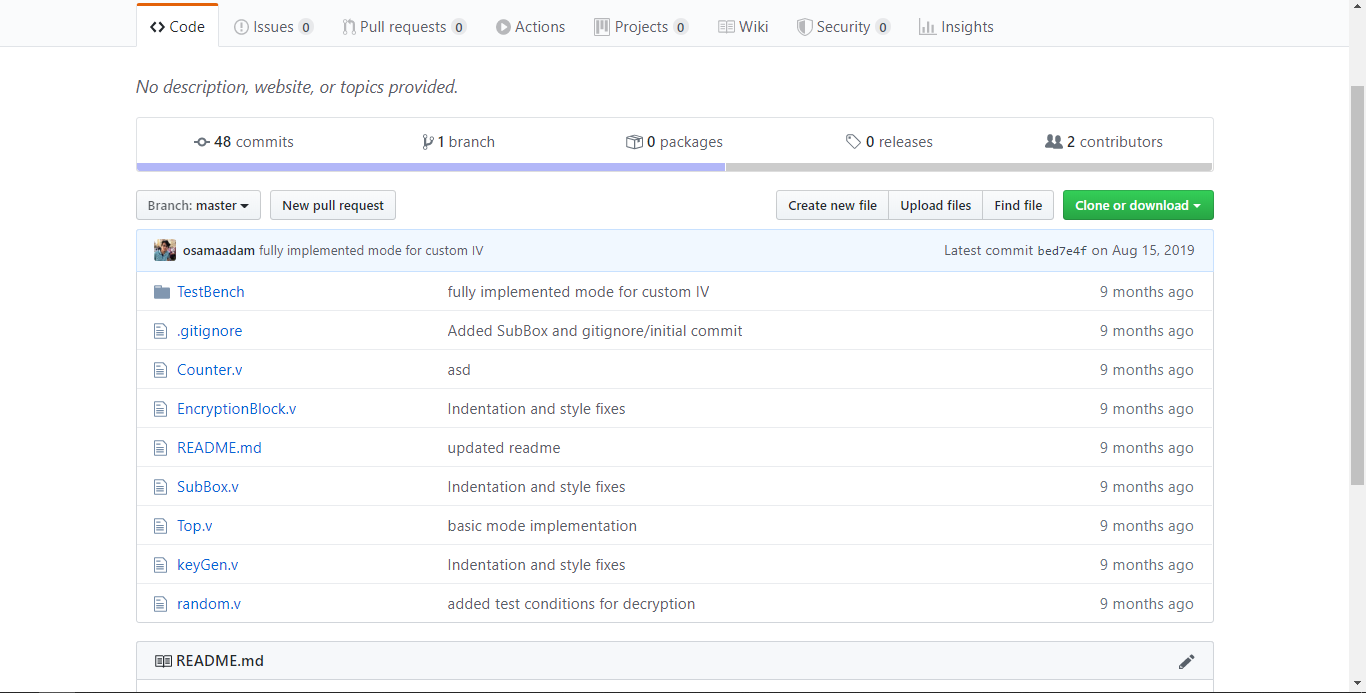 Code Issues 0 Pull requests 0 Actions Projects 0 Wiki Security 0 Insights
No description, website, or topics provided.
48 commits 1 branch 0 packages 0 releases 2 contributors
Branch: master New pull request Create new file Upload files Find file Clone or download
osamaadam fully implemented mode for custom IV Latest commit bed7e4f on Aug 15, 2019
TestBench fully implemented mode for custom IV 9 months ago
.gitignore Added SubBox and gitignore/initial commit 9 months ago
Counter.v asd 9 months ago
EncryptionBlock.v Indentation and style fixes 9 months ago
README.md updated readme 9 months ago
SubBox.v Indentation and style fixes 9 months ago
Top.v basic mode implementation 9 months ago
keyGen.v Indentation and style fixes 9 months ago
random.v added test conditions for decryption 9 months ago
README.md